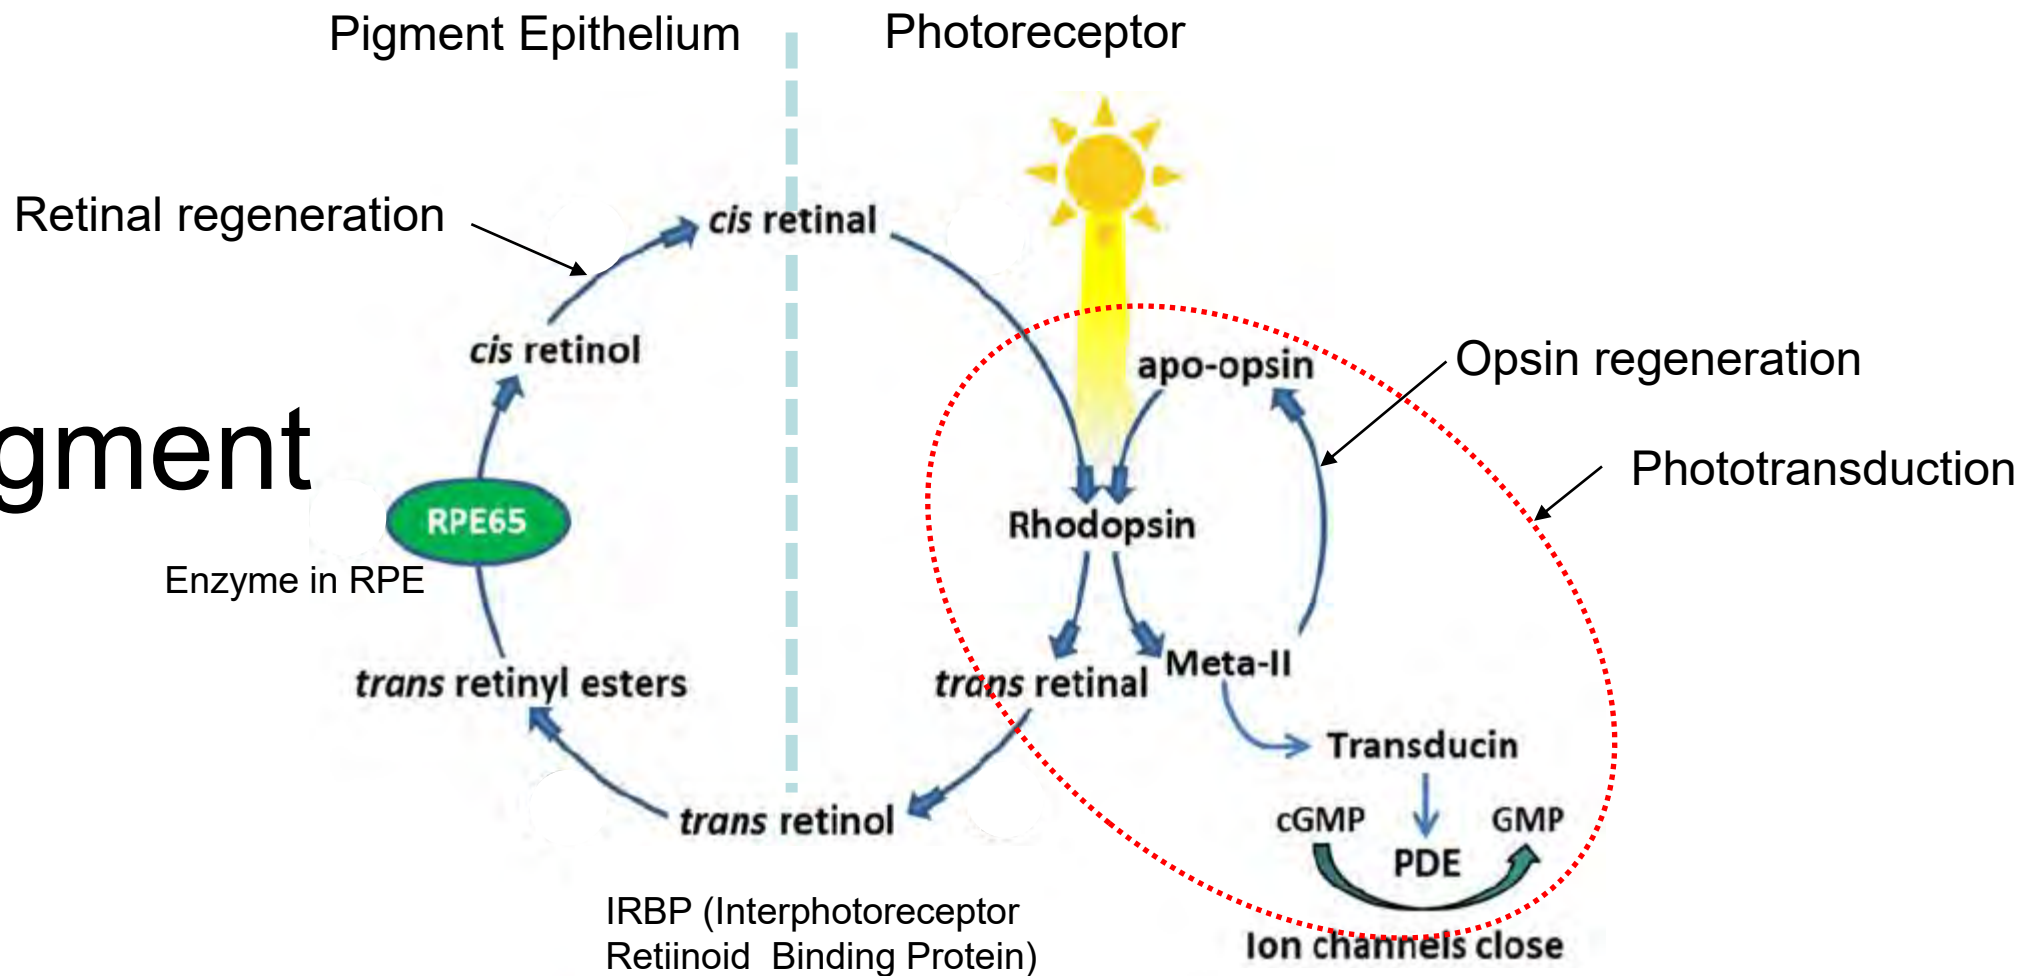 Pigment Epithelium
Photoreceptor
Retinal regeneration
cis retinal
cis retinol
apo-opsin
Opsin regeneration
gment
Phototransduction
RPE65
Rhodopsin
Enzyme in RPE
trans retinyl esters
trans retinal
Meta-II
Transducin
trans retinol
cGMP
GMP
PDE
IRBP (Interphotoreceptor
Retiinoid Binding Protein)
Ion channels close